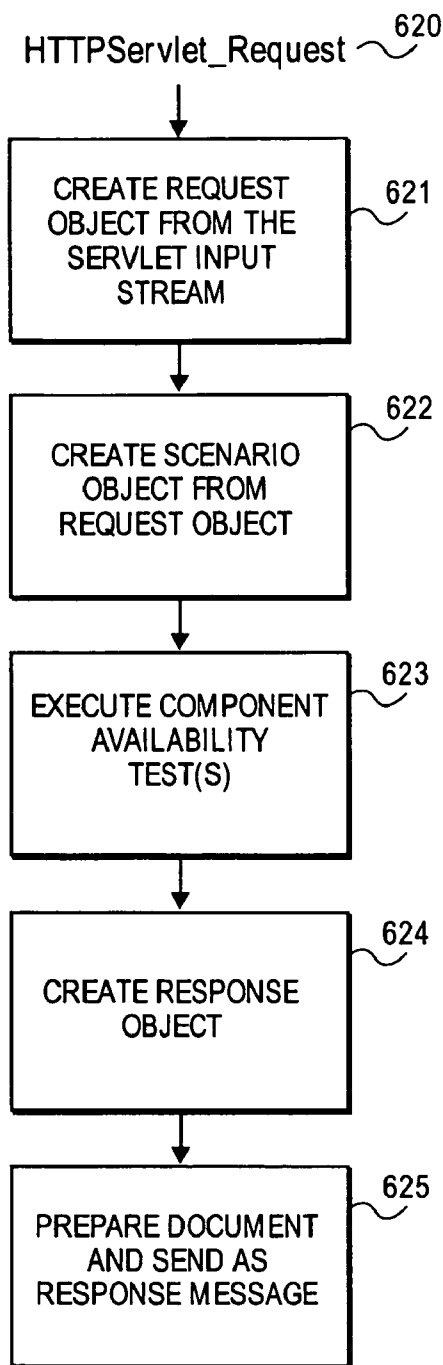 HTTPServlet_Request 620
CREATE REQUEST
OBJECT FROM THE
SERVLET INPUT
STREAM
621
CREATE SCENARIO
OBJECT FROM
REQUEST OBJECT
622
EXECUTE COMPONENT
AVAILABILITY
TEST(S)
623
CREATE RESPONSE
OBJECT
624
PREPARE DOCUMENT
AND SEND AS
RESPONSE MESSAGE
625